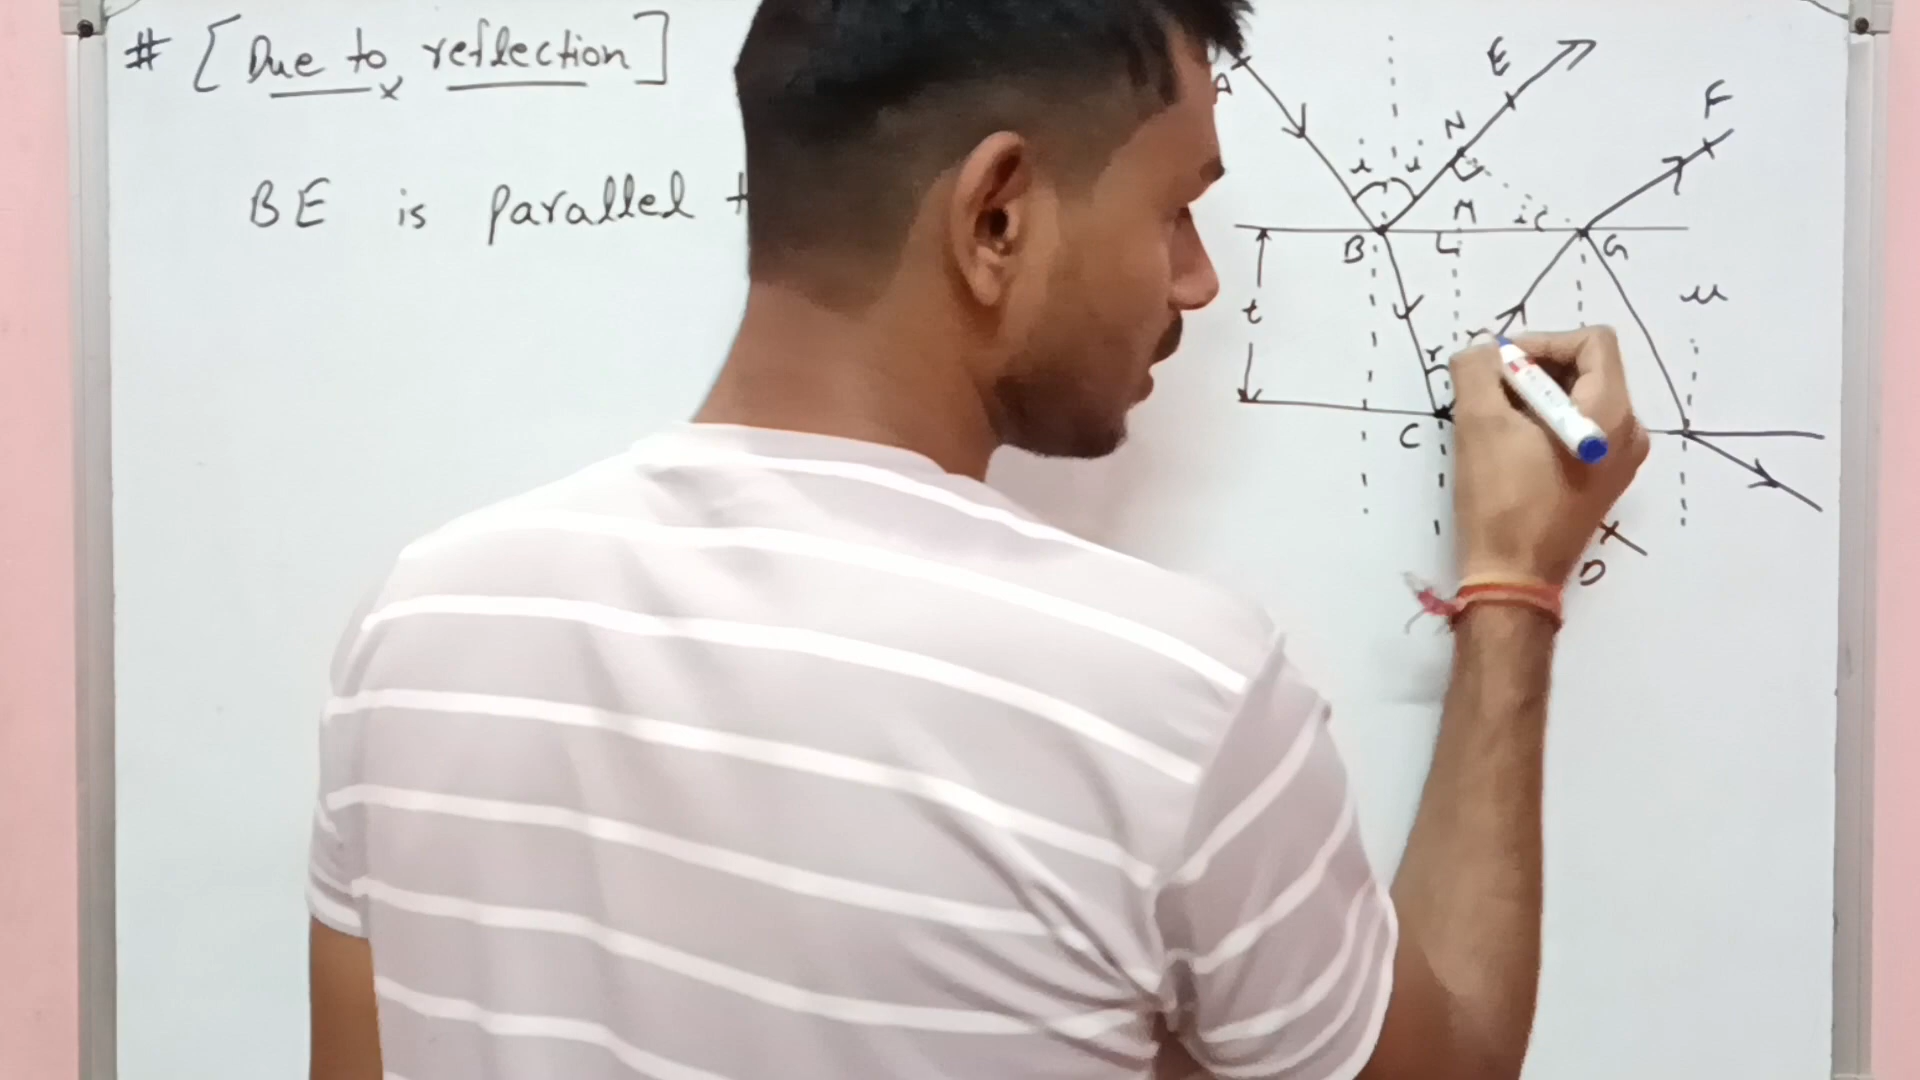 # [Due to reflection]
BE is parallel
A
E
F
N
i i
M
i
B
G
t
μ
r
r
C
D